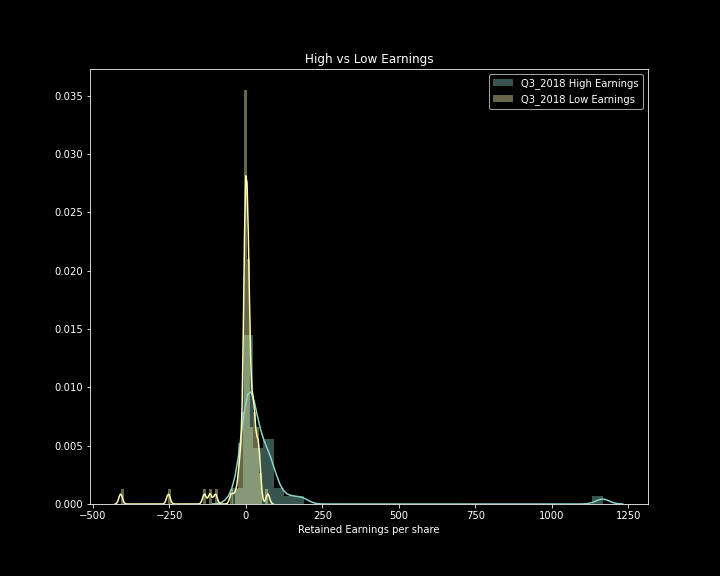 High vs Low Earnings
Q3_2018 High Earnings
Q3_2018 Low Earnings
0.035
0.030
0.025
0.020
0.015
0.010
0.005
0.000
−500 −250 0 250 500 750 1000 1250
Retained Earnings per share